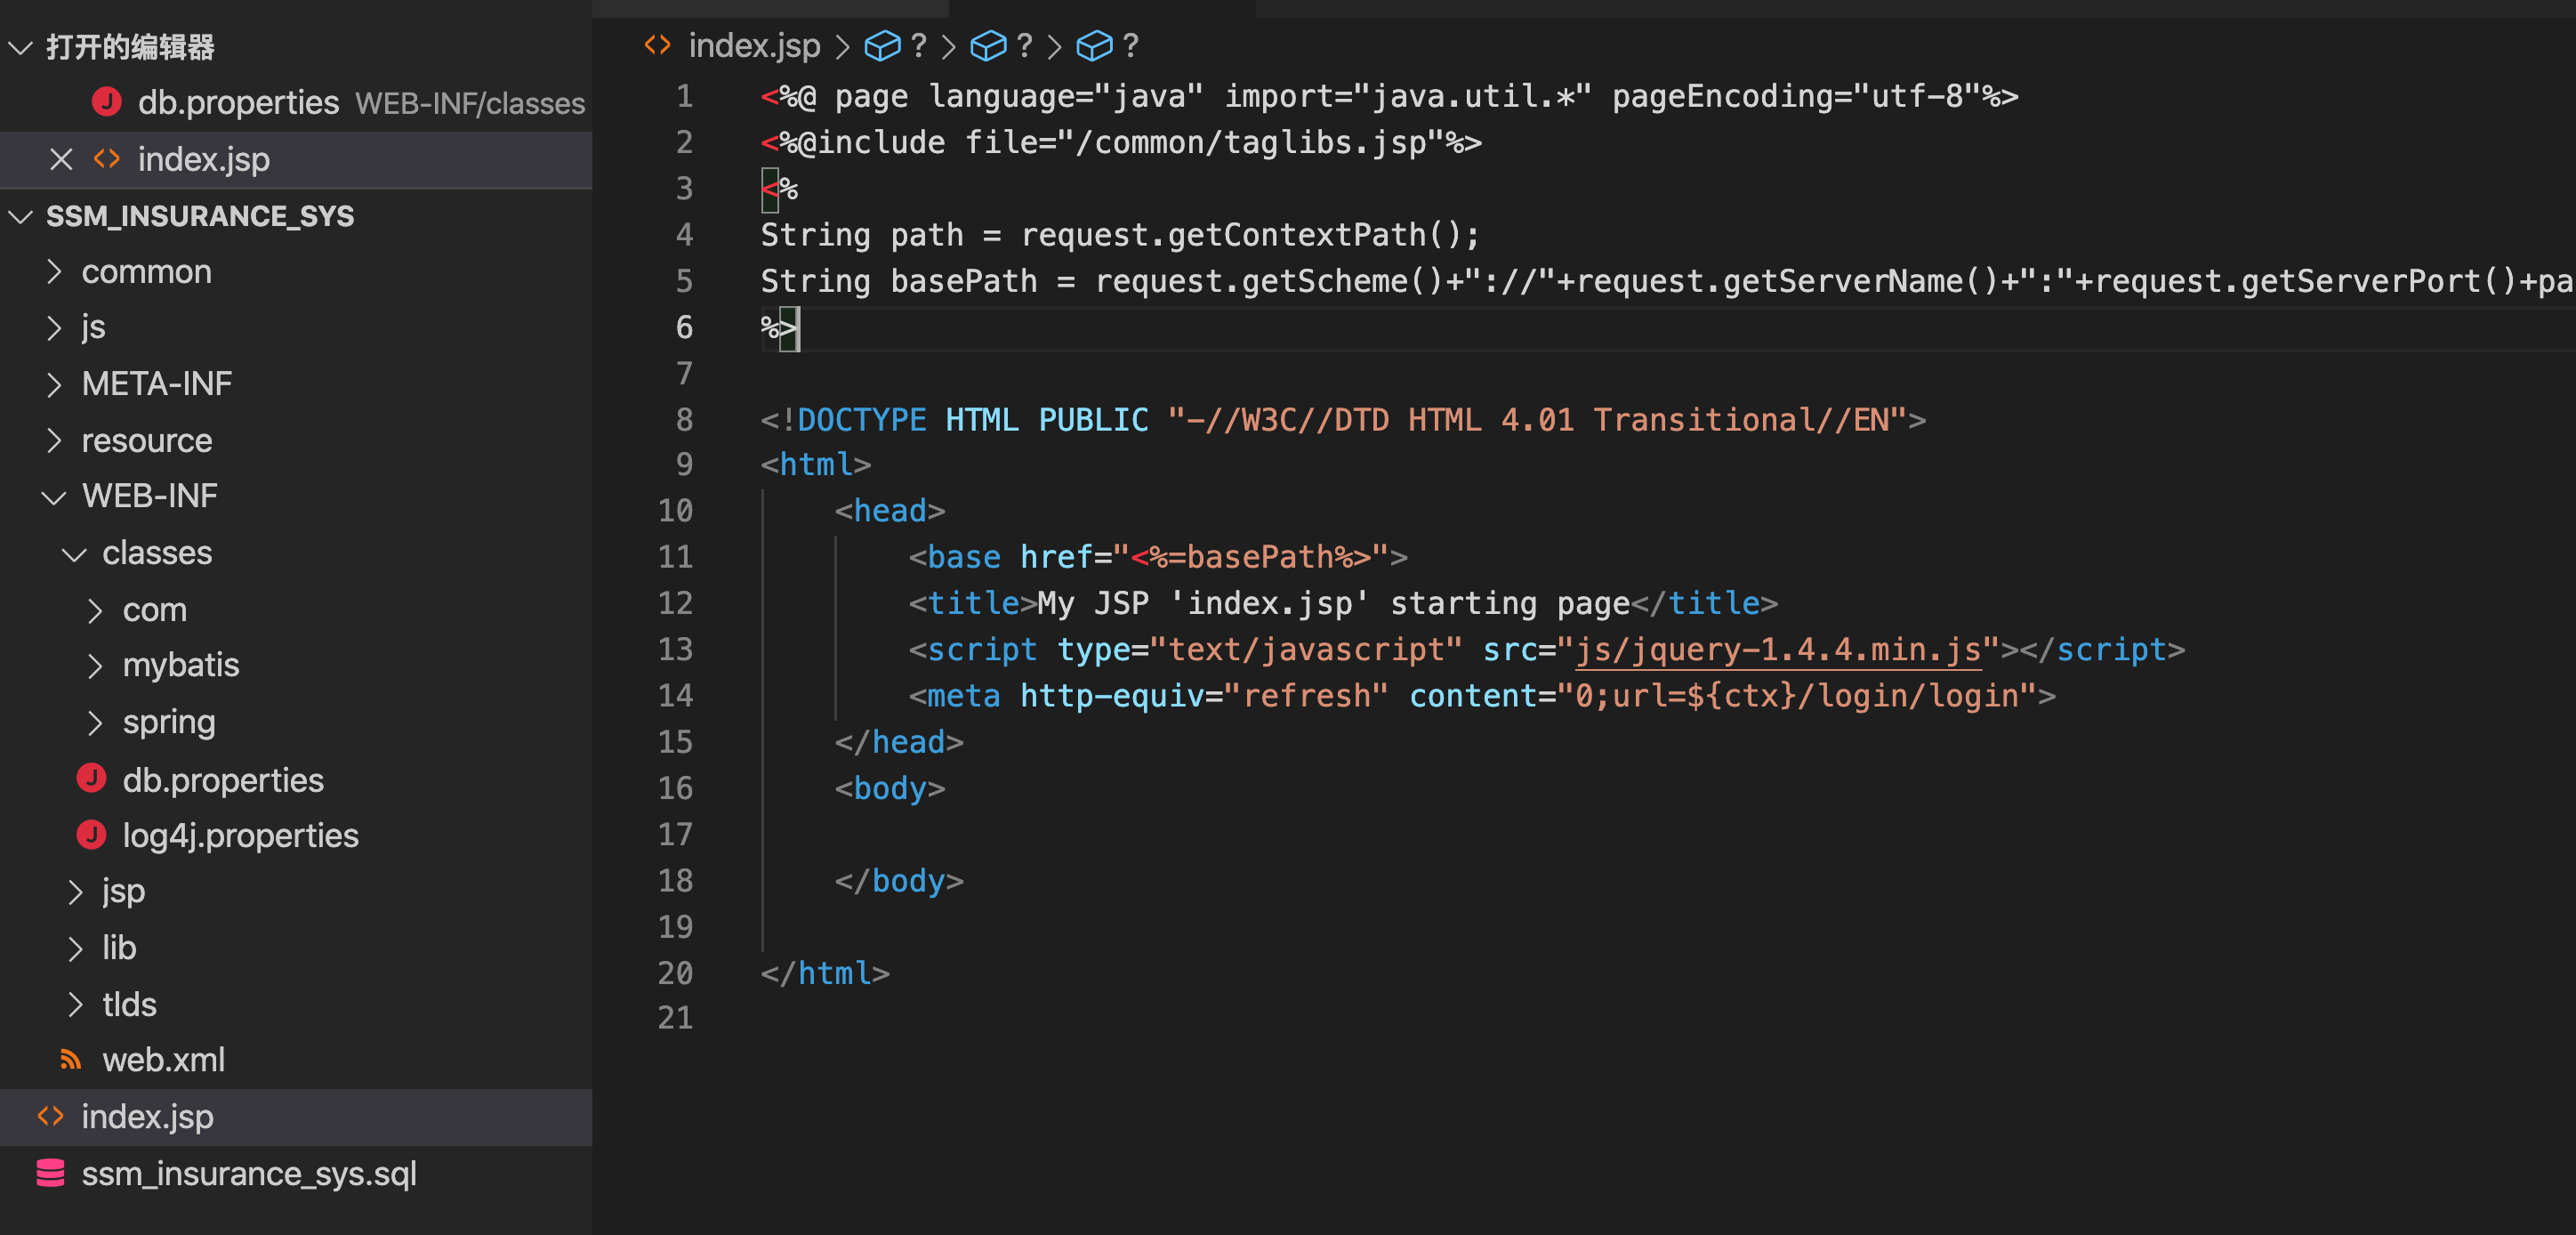 打开的编辑器
db.properties WEB-INF/classes
index.jsp
SSM_INSURANCE_SYS
common
js
META-INF
resource
WEB-INF
classes
com
mybatis
spring
db.properties
log4j.properties
jsp
lib
tlds
web.xml
index.jsp
ssm_insurance_sys.sql
index.jsp > ? > ? > ?
1 <%@ page language="java" import="java.util.*" pageEncoding="utf-8"%>
2 <%@include file="/common/taglibs.jsp"%>
3 <%
4 String path = request.getContextPath();
5 String basePath = request.getScheme()+"://"+request.getServerName()+":"+request.getServerPort()+pa
6 %>
7
8 <!DOCTYPE HTML PUBLIC "-//W3C//DTD HTML 4.01 Transitional//EN">
9 <html>
10 <head>
11 <base href="<%=basePath%>">
12 <title>My JSP 'index.jsp' starting page</title>
13 <script type="text/javascript" src="js/jquery-1.4.4.min.js"></script>
14 <meta http-equiv="refresh" content="0;url=${ctx}/login/login">
15 </head>
16 <body>
17
18 </body>
19
20 </html>
21